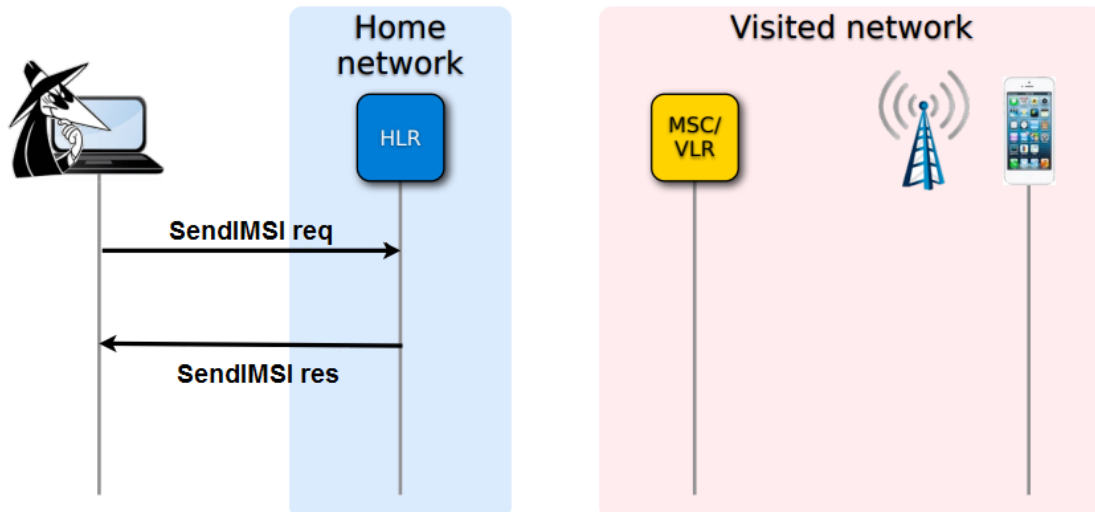 Home
network
Visited network
HLR
MSC/
VLR
SendIMSI req
SendIMSI res